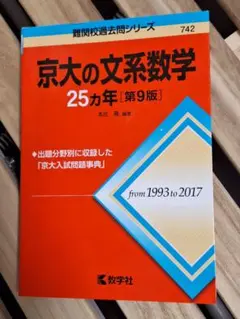 難関校過去問シリーズ
742
京大の文系数学
25カ年[第9版]
編著
◆出題分野別に収録した
「京大入試問題事典」
from 1993 to 2017
教学社